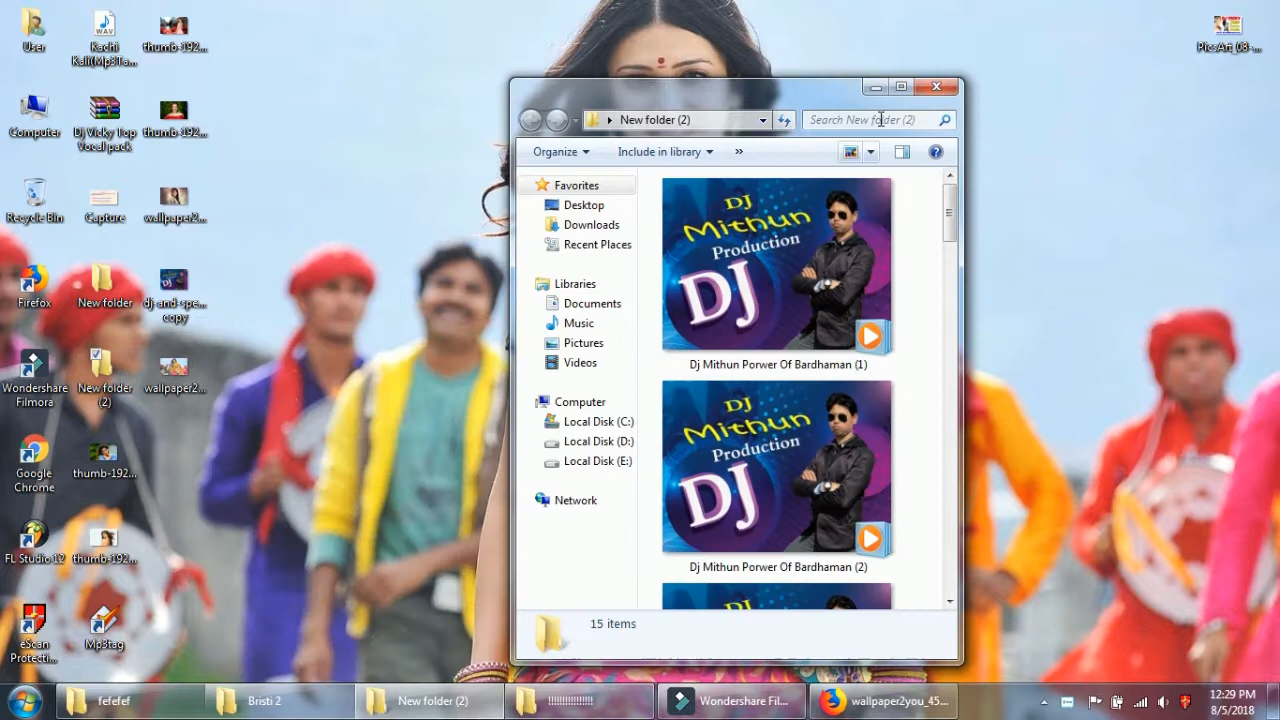 User
Kachi
Kali(Mp3Ta...
thumb-192...
PicsArt_08-...
Computer
Dj Vicky Top
Vocal pack
thumb-192...
Recycle Bin
Capture
wallpaper2...
Firefox
New folder
dj-and-spe...
copy
Wondershare
Filmora
New folder
(2)
wallpaper2...
Google
Chrome
thumb-192...
FL Studio 12
thumb-192...
eScan
Protecti...
Mp3tag
New folder (2)
Search New folder (2)
Organize
Include in library
»
Favorites
Desktop
Downloads
Recent Places
Libraries
Documents
Music
Pictures
Videos
Computer
Local Disk (C:)
Local Disk (D:)
Local Disk (E:)
Network
DJ
Mithun
Production
DJ
Dj Mithun Porwer Of Bardhaman (1)
DJ
Mithun
Production
DJ
Dj Mithun Porwer Of Bardhaman (2)
DJ
15 items
fefefef
Bristi 2
New folder (2)
!!!!!!!!!!!!!!!
Wondershare Fil...
wallpaper2you_45...
12:29 PM
8/5/2018